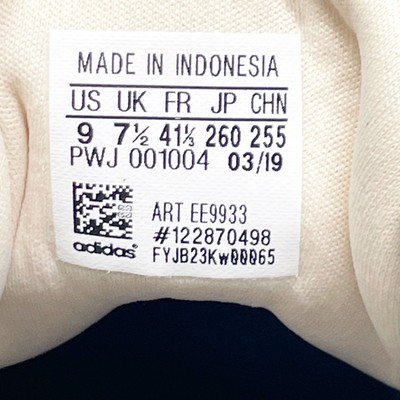 MADE IN INDONESIA
US UK FR JP CHN
9 7½ 41⅓ 260 255
PWJ 001004 03/19
ART EE9933
#122870498
adidas FYJB23Kw00065